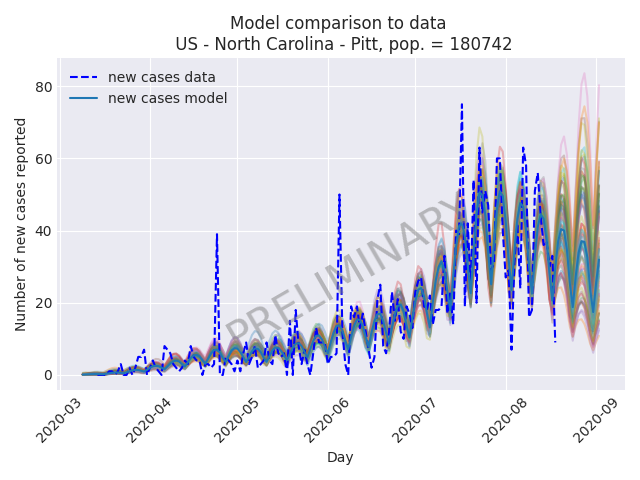 Model comparison to data
US - North Carolina - Pitt, pop. = 180742
new cases data
new cases model
PRELIMINARY
Number of new cases reported
80
60
40
20
0
2020-03
2020-04
2020-05
2020-06
2020-07
2020-08
2020-09
Day